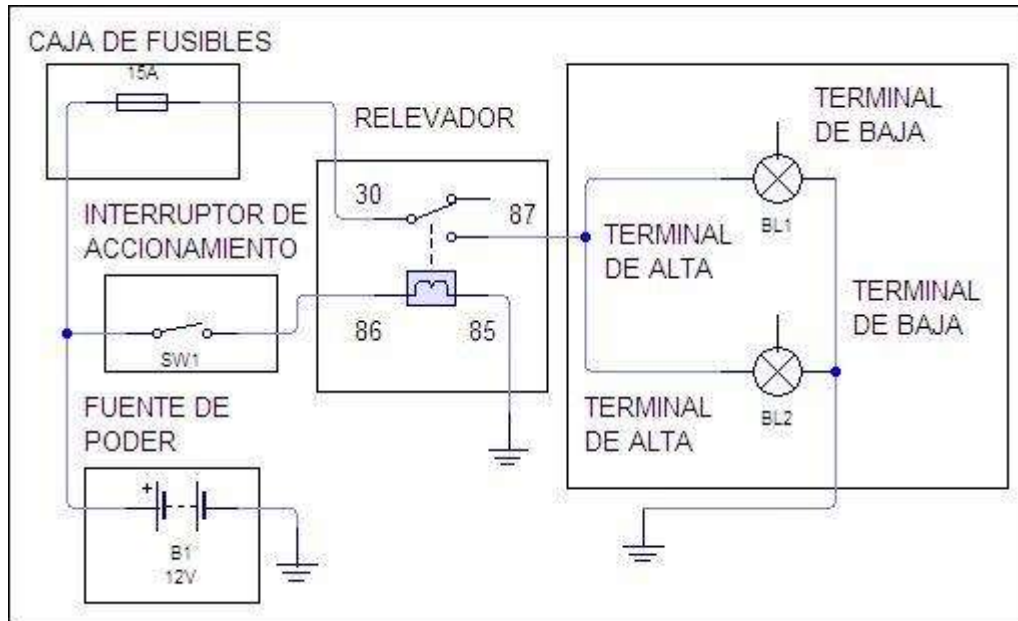 CAJA DE FUSIBLES
15A
RELEVADOR
30
87
86
85
INTERRUPTOR DE
ACCIONAMIENTO
SW1
FUENTE DE
PODER
+
B1
12V
TERMINAL
DE BAJA
BL1
TERMINAL
DE ALTA
TERMINAL
DE BAJA
BL2
TERMINAL
DE ALTA